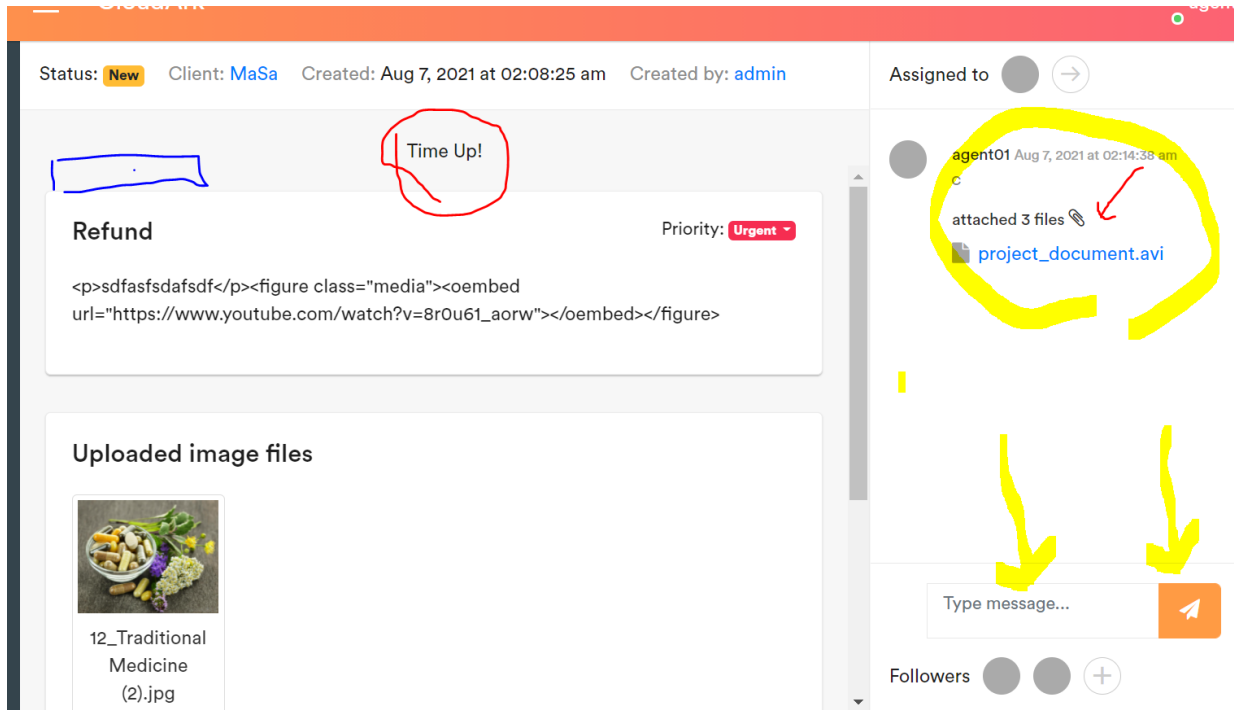 Status: New Client: MaSa Created: Aug 7, 2021 at 02:08:25 am Created by: admin
Assigned to
Time Up!
Refund
Priority: Urgent
<p>sdfasfsdafsdf</p><figure class="media"><oembed
url="https://www.youtube.com/watch?v=8r0u61_aorw"></oembed></figure>
Uploaded image files
12_Traditional
Medicine
(2).jpg
agent01 Aug 7, 2021 at 02:14:38 am
c
attached 3 files
project_document.avi
Type message...
Followers